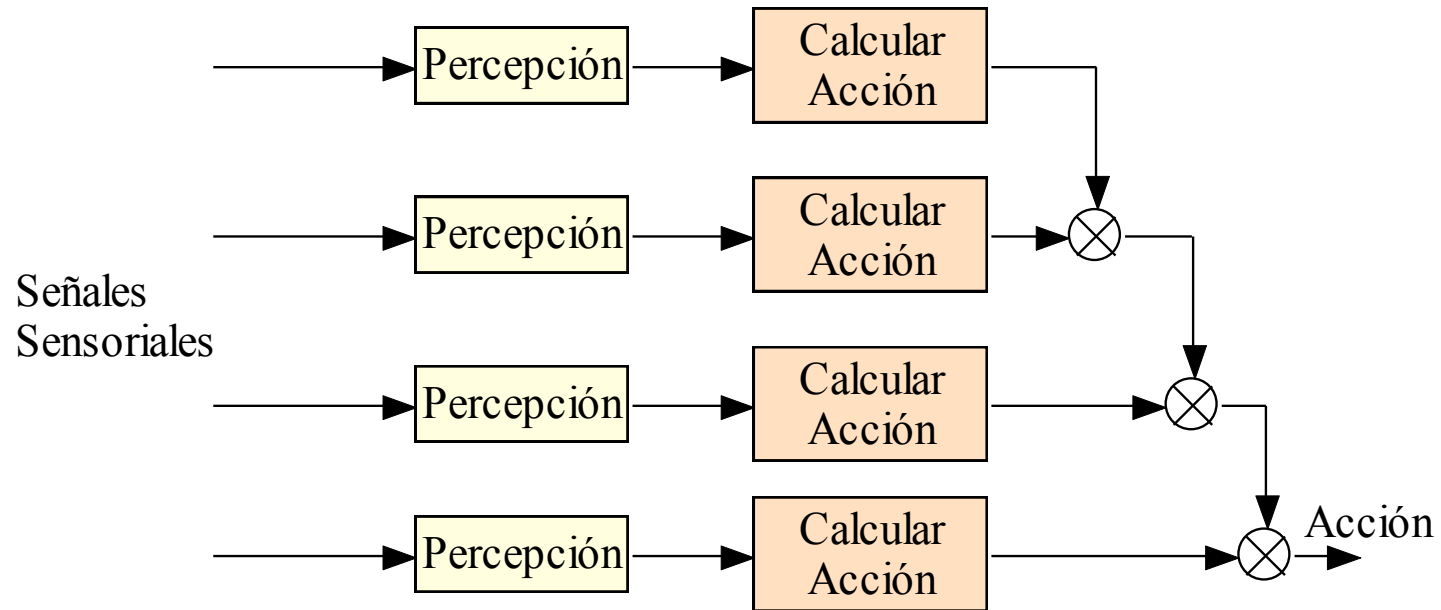 Percepción
Calcular
Acción
Percepción
Calcular
Acción
Señales
Sensoriales
Percepción
Calcular
Acción
Percepción
Calcular
Acción
Acción